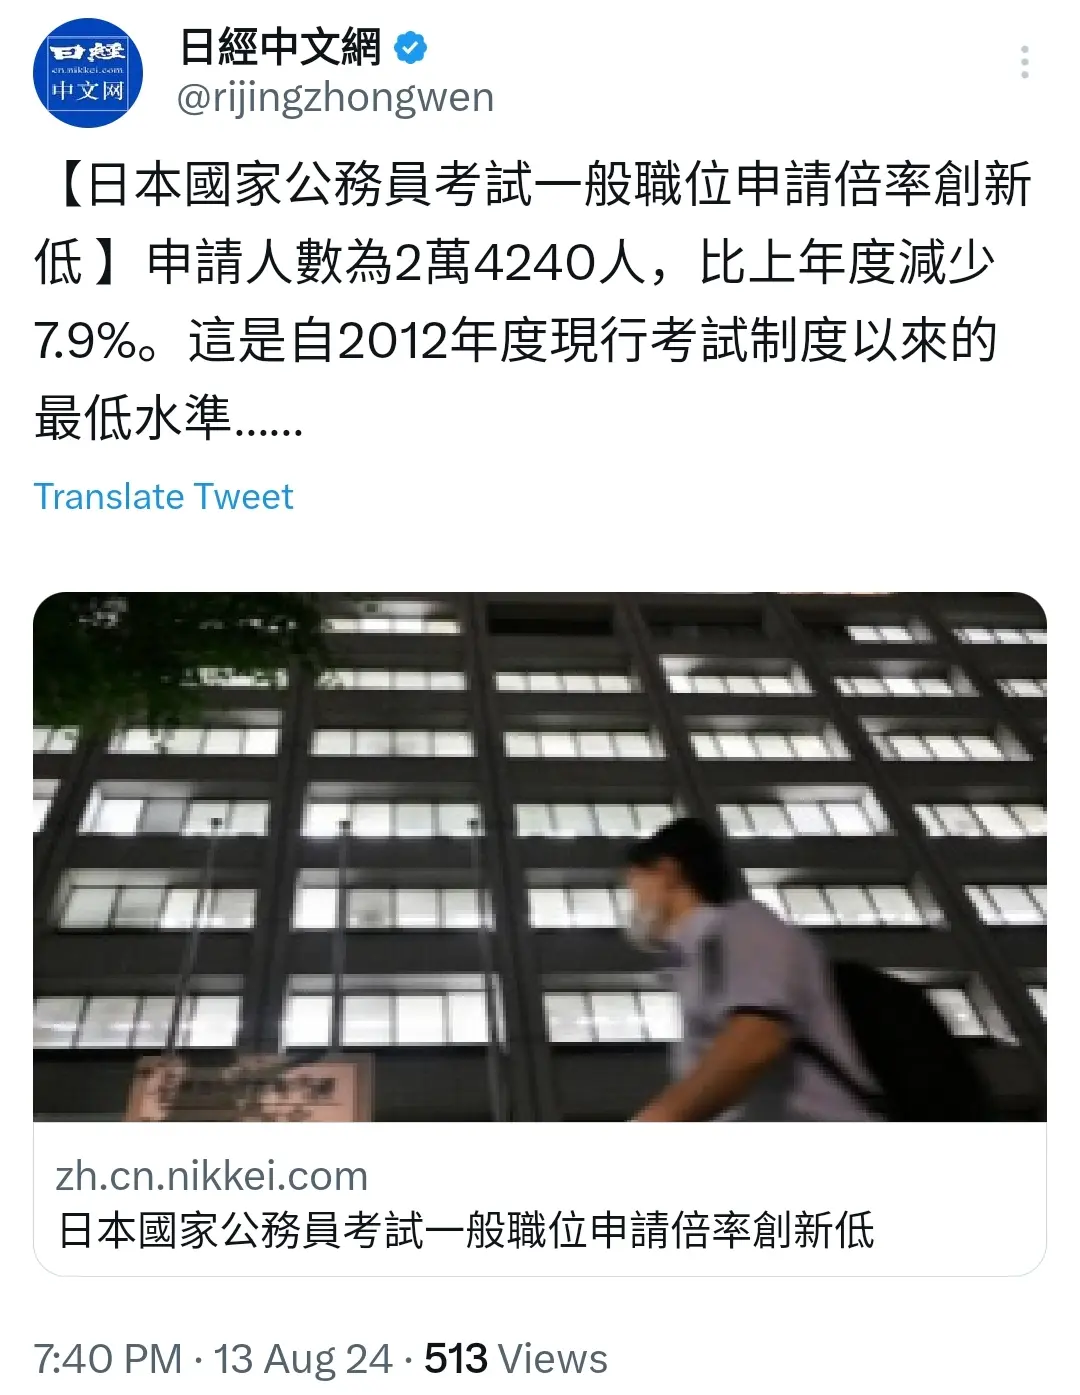 日經
cn.nikkei.com
中文网
日經中文網
@rijingzhongwen
【日本國家公務員考試一般職位申請倍率創新
低】申請人數為2萬4240人，比上年度減少
7.9%。這是自2012年度現行考試制度以來的
最低水準......
Translate Tweet
zh.cn.nikkei.com
日本國家公務員考試一般職位申請倍率創新低
7:40 PM · 13 Aug 24 · 513 Views